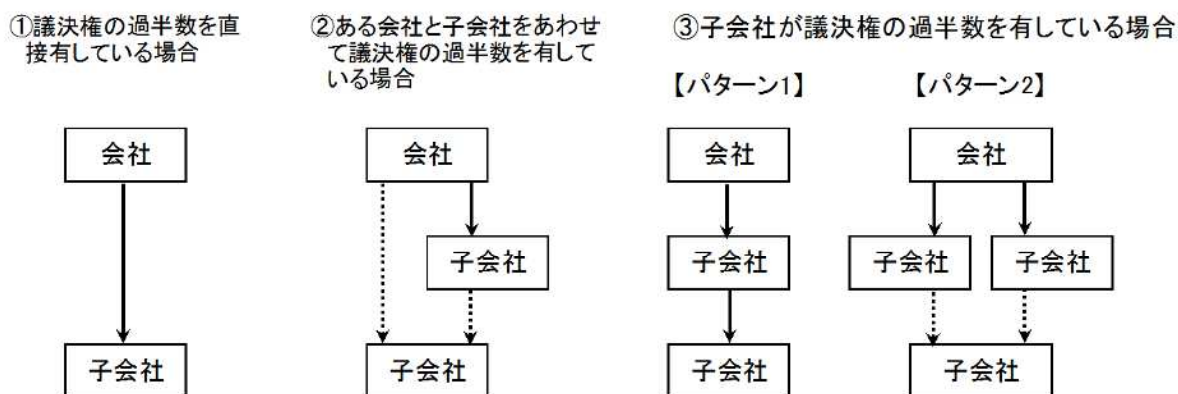 ①議決権の過半数を直
接有している場合
②ある会社と子会社をあわせ
て議決権の過半数を有して
いる場合
③子会社が議決権の過半数を有している場合
【パターン1】
【パターン2】
会社
会社
会社
会社
子会社
子会社
子会社
子会社
子会社
子会社
子会社
子会社